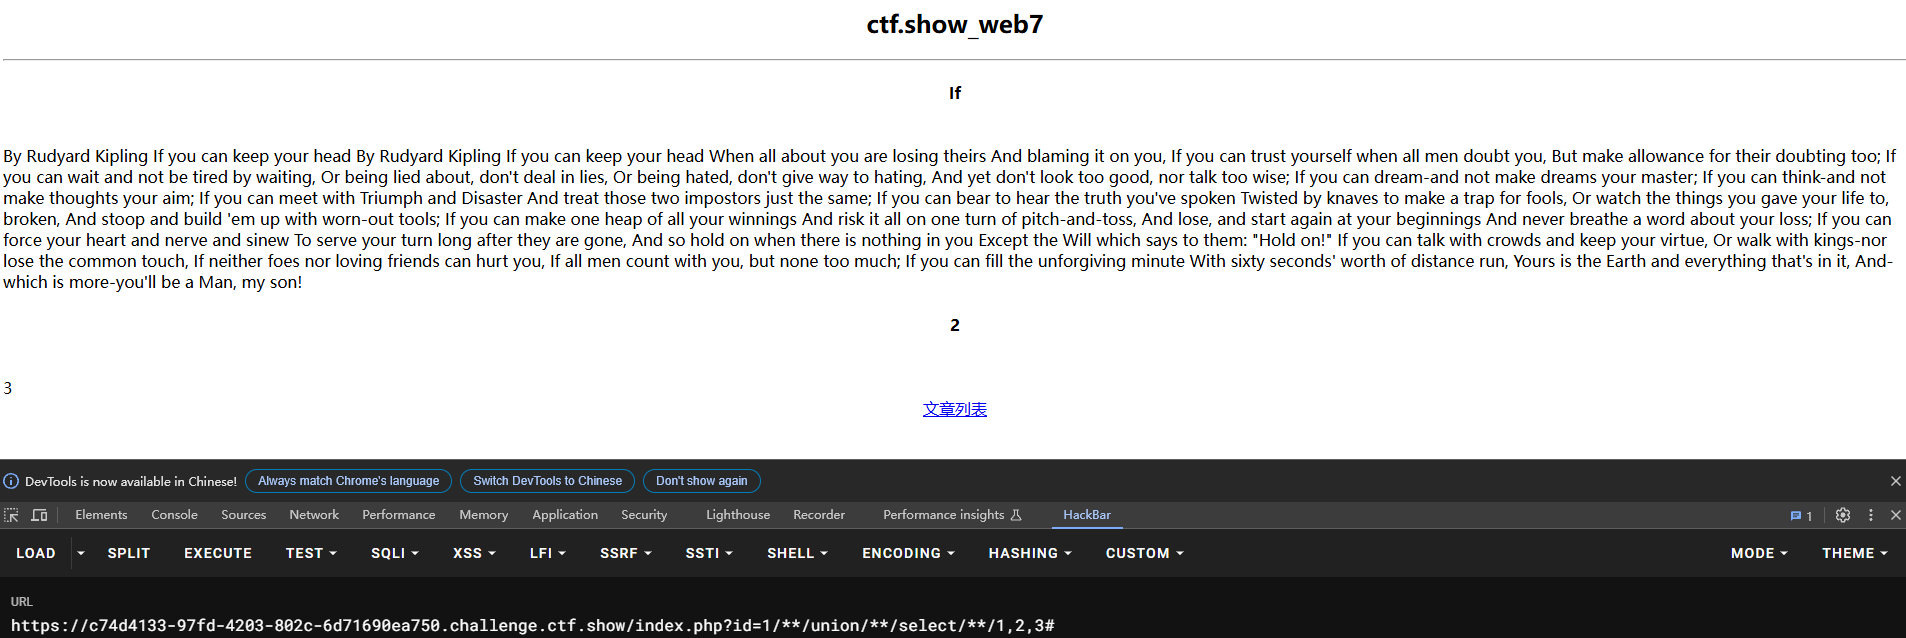 ctf.show_web7
If
By Rudyard Kipling If you can keep your head By Rudyard Kipling If you can keep your head When all about you are losing theirs And blaming it on you, If you can trust yourself when all men doubt you, But make allowance for their doubting too; If
you can wait and not be tired by waiting, Or being lied about, don't deal in lies, Or being hated, don't give way to hating, And yet don't look too good, nor talk too wise; If you can dream-and not make dreams your master; If you can think-and not
make thoughts your aim; If you can meet with Triumph and Disaster And treat those two impostors just the same; If you can bear to hear the truth you've spoken Twisted by knaves to make a trap for fools, Or watch the things you gave your life to,
broken, And stoop and build 'em up with worn-out tools; If you can make one heap of all your winnings And risk it all on one turn of pitch-and-toss, And lose, and start again at your beginnings And never breathe a word about your loss; If you can
force your heart and nerve and sinew To serve your turn long after they are gone, And so hold on when there is nothing in you Except the Will which says to them: "Hold on!" If you can talk with crowds and keep your virtue, Or walk with kings-nor
lose the common touch, If neither foes nor loving friends can hurt you, If all men count with you, but none too much; If you can fill the unforgiving minute With sixty seconds' worth of distance run, Yours is the Earth and everything that's in it, And-
which is more-you'll be a Man, my son!
2
3
文章列表
DevTools is now available in Chinese! Always match Chrome's language Switch DevTools to Chinese Don't show again
Elements Console Sources Network Performance Memory Application Security Lighthouse Recorder Performance insights HackBar 1
LOAD SPLIT EXECUTE TEST SQLI XSS LFI SSRF SSTI SHELL ENCODING HASHING CUSTOM MODE THEME
URL
https://c74d4133-97fd-4203-802c-6d71690ea750.challenge.ctf.show/index.php?id=1/**/union/**/select/**/1,2,3#